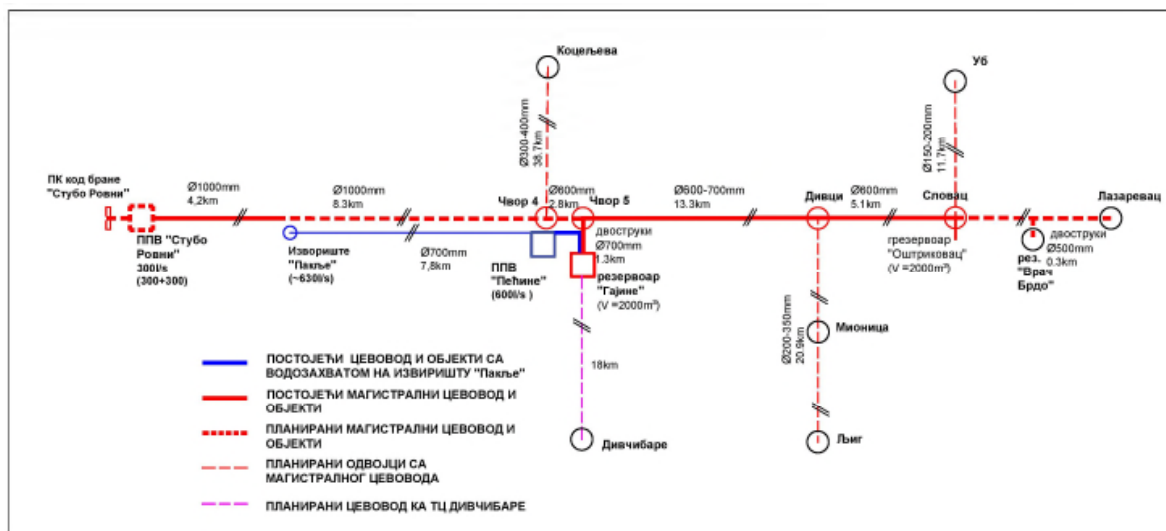 Коцељева
Уб
Ø300-400mm
38.7km
Ø150-200mm
11.7km
ПК код бране
"Стубо Ровни"
Ø1000mm
4,2km
Ø1000mm
8.3km
Чвор 4
Ø600mm
2.8km
Чвор 5
Ø600-700mm
13.3km
Дивци
Ø600mm
5.1km
Словац
Лазаревац
ППВ "Стубо
Ровни"
300l/s
(300+300)
Извориште
"Пакље"
(~630l/s)
Ø700mm
7,8km
ППВ
"Пећине"
(600l/s )
двоструки
Ø700mm
1.3km
резервоар
"Гајине"
(V =2000m³)
грезервоар
"Оштриковац"
(V =2000m³)
рез.
"Врач
Брдо"
двоструки
Ø500mm
0.3km
Ø200-350mm
20.9km
Мионица
18km
Дивчибаре
Љиг
ПОСТОЈЕЋИ ЦЕВОВОД И ОБЈЕКТИ СА
ВОДОЗАХВАТОМ НА ИЗВИРИШТУ "Пакље"
ПОСТОЈЕЋИ МАГИСТРАЛНИ ЦЕВОВОД И
ОБЈЕКТИ
ПЛАНИРАНИ МАГИСТРАЛНИ ЦЕВОВОД И
ОБЈЕКТИ
ПЛАНИРАНИ ОДВОЈЦИ СА
МАГИСТРАЛНОГ ЦЕВОВОДА
ПЛАНИРАНИ ЦЕВОВОД КА ТЦ ДИВЧИБАРЕ